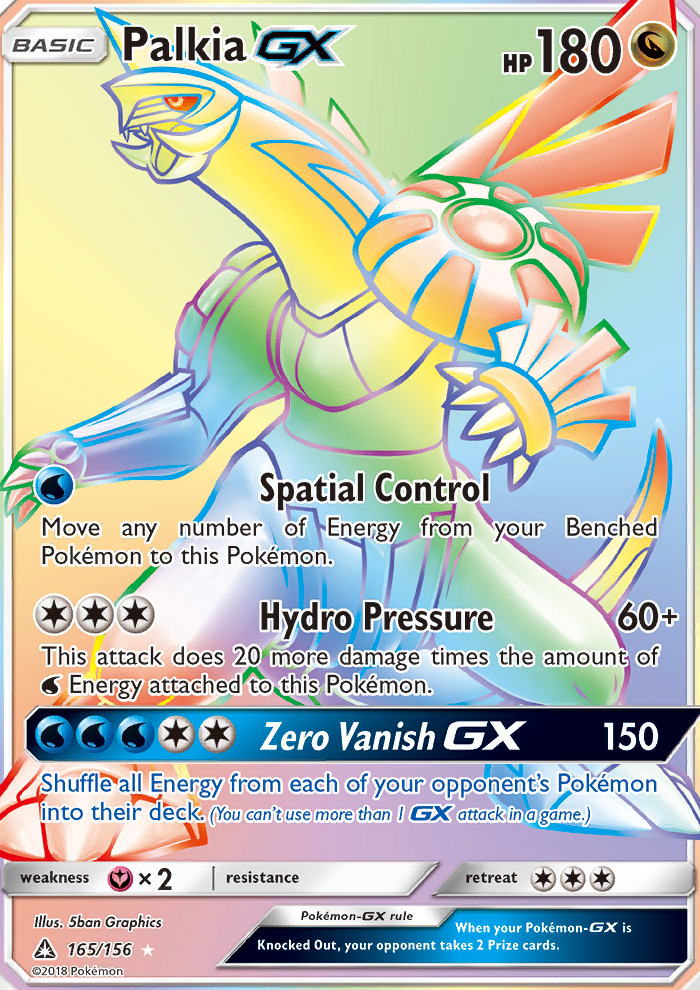 BASIC Palkia GX HP 180
Spatial Control
Move any number of Energy from your Benched
Pokémon to this Pokémon.
Hydro Pressure 60+
This attack does 20 more damage times the amount of
Energy attached to this Pokémon.
Zero Vanish GX 150
Shuffle all Energy from each of your opponent's Pokémon
into their deck. (You can't use more than 1 GX attack in a game.)
weakness ×2 resistance retreat
Illus. 5ban Graphics
165/156
©2018 Pokémon
Pokémon-GX rule
When your Pokémon-GX is
Knocked Out, your opponent takes 2 Prize cards.